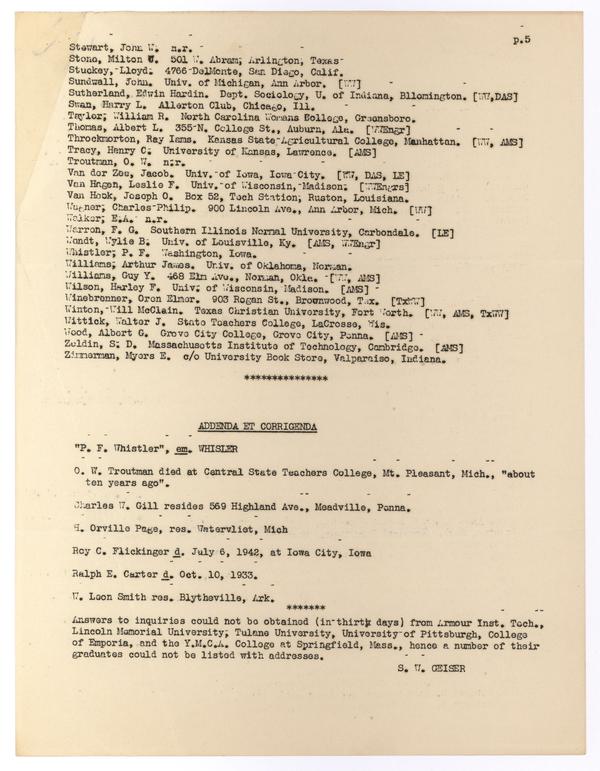 p.5
Stewart, John W. n.r.
Stone, Milton U. 501 W. Abram, Arlington, Texas
Stuckey, Lloyd. 4766 DelMonte, San Diego, Calif.
Sundwall, John. Univ. of Michigan, Ann Arbor. [WW]
Sutherland, Edwin Hardin. Dept. Sociology, U. of Indiana, Bllomington. [WW,DAS]
Swan, Harry L. Allerton Club, Chicago, Ill.
Taylor, William R. North Carolina Womans Bollege, Greensboro.
Thomas, Albert L. 355 N. College St., Auburn, Ala. [WWEngr]
Throckmorton, Ray Iams. Kansas State Agricultural College, Manhattan. [WW, AMS]
Tracy, Henry C. University of Kansas, Lawrence. [AMS]
Troutman, O. W. n.r.
Van der Zee, Jacob. Univ. of Iowa, Iowa City. [WW, DAS, LE]
Van Hagan, Leslie F. Univ. of Wisconsin, Madison. [WWEngrs]
Van Hook, Joseph O. Box 52, Tech Station, Ruston, Louisiana.
Wagner, Charles Philip. 900 Lincoln Ave., Ann Arbor, Mich. [WW]
Walker, E.A. n.r.
Warren, F. G. Southern Illinois Normal University, Carbondale. [LE]
Wendt, Wylie B. Univ. of Louisville, Ky. [AMS, WWEngr]
Whistler, P. F. Washington, Iowa.
Williams, Arthur James. Univ. of Oklahoma, Norman.
Williams, Guy Y. 468 Elm Ave., Norman, Okla. [WW, AMS]
Wilson, Harley F. Univ. of Wisconsin, Madison. [AMS]
Winebrenner, Oren Elmer. 903 Rogan St., Brownwood, Tex. [TxWW]
Winton, Will McClain. Texas Christian University, Fort Worth. [WW, AMS, TxWW]
Wittick, Walter J. State Teachers College, LaCrosse, Wis.
Wood, Albert G. Grove City College, Grove City, Penna. [AMS]
Zeldin, S. D. Massachusetts Institute of Technology, Cambridge. [AMS]
Zimmerman, Myers E. c/o University Book Store, Valparaiso, Indiana.
***************
ADDENDA ET CORRIGENDA
"P. F. Whistler", em. WHISLER
O. W. Troutman died at Central State Teachers College, Mt. Pleasant, Mich., "about
ten years ago".
Charles W. Gill resides 569 Highland Ave., Meadville, Penna.
H. Orville Page, res. Watervliet, Mich
Roy C. Flickinger d. July 6, 1942, at Iowa City, Iowa
Ralph E. Carter d. Oct. 10, 1933.
W. Leon Smith res. Blytheville, Ark.
*******
Answers to inquiries could not be obtained (in thirty days) from Armour Inst. Tech.,
Lincoln Memorial University, Tulane University, University of Pittsburgh, College
of Emporia, and the Y.M.C.A. College at Springfield, Mass., hence a number of their
graduates could not be listed with addresses.
S. W. GEISER